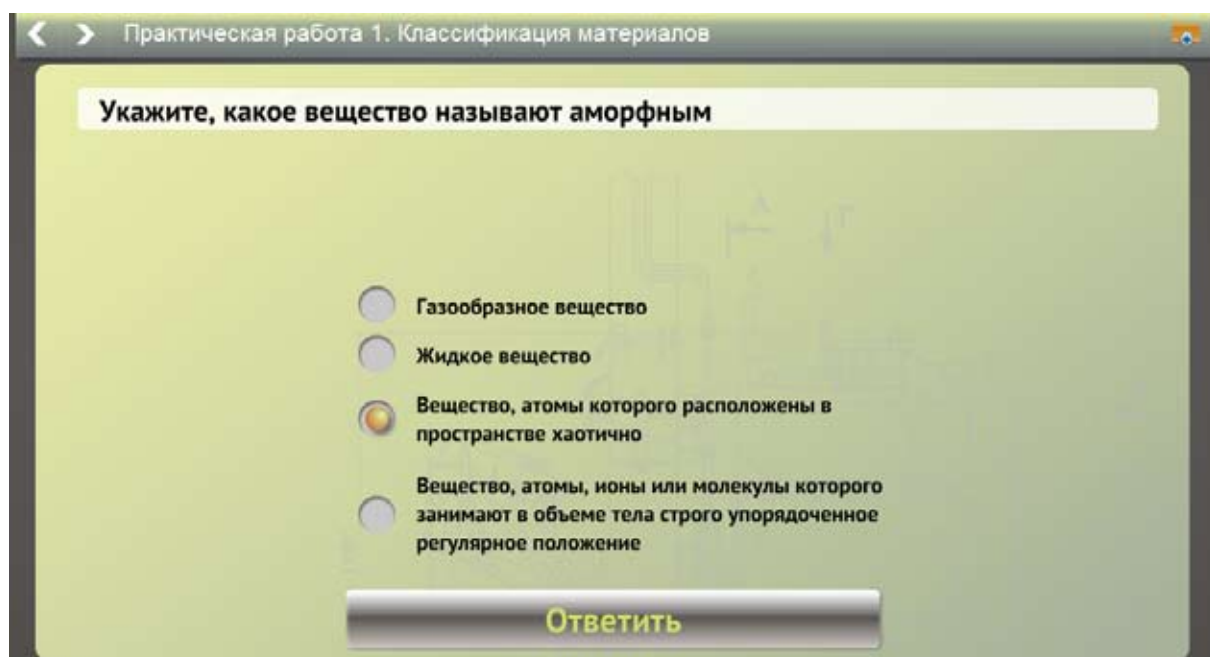 Практическая работа 1. Классификация материалов
Укажите, какое вещество называют аморфным
Газообразное вещество
Жидкое вещество
Вещество, атомы которого расположены в
пространстве хаотично
Вещество, атомы, ионы или молекулы которого
занимают в объеме тела строго упорядоченное
регулярное положение
Ответить